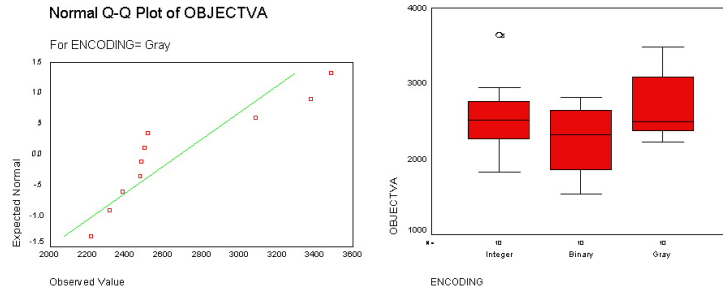 Normal Q-Q Plot of OBJECTVA
For ENCODING= Gray
1.5
1.0
.5
0.0
-.5
-1.0
-1.5
Expected Normal
2000 2200 2400 2600 2800 3000 3200 3400 3600
Observed Value
4000
3000
2000
1000
OBJECTVA
N= 10 10 10
Integer Binary Gray
ENCODING